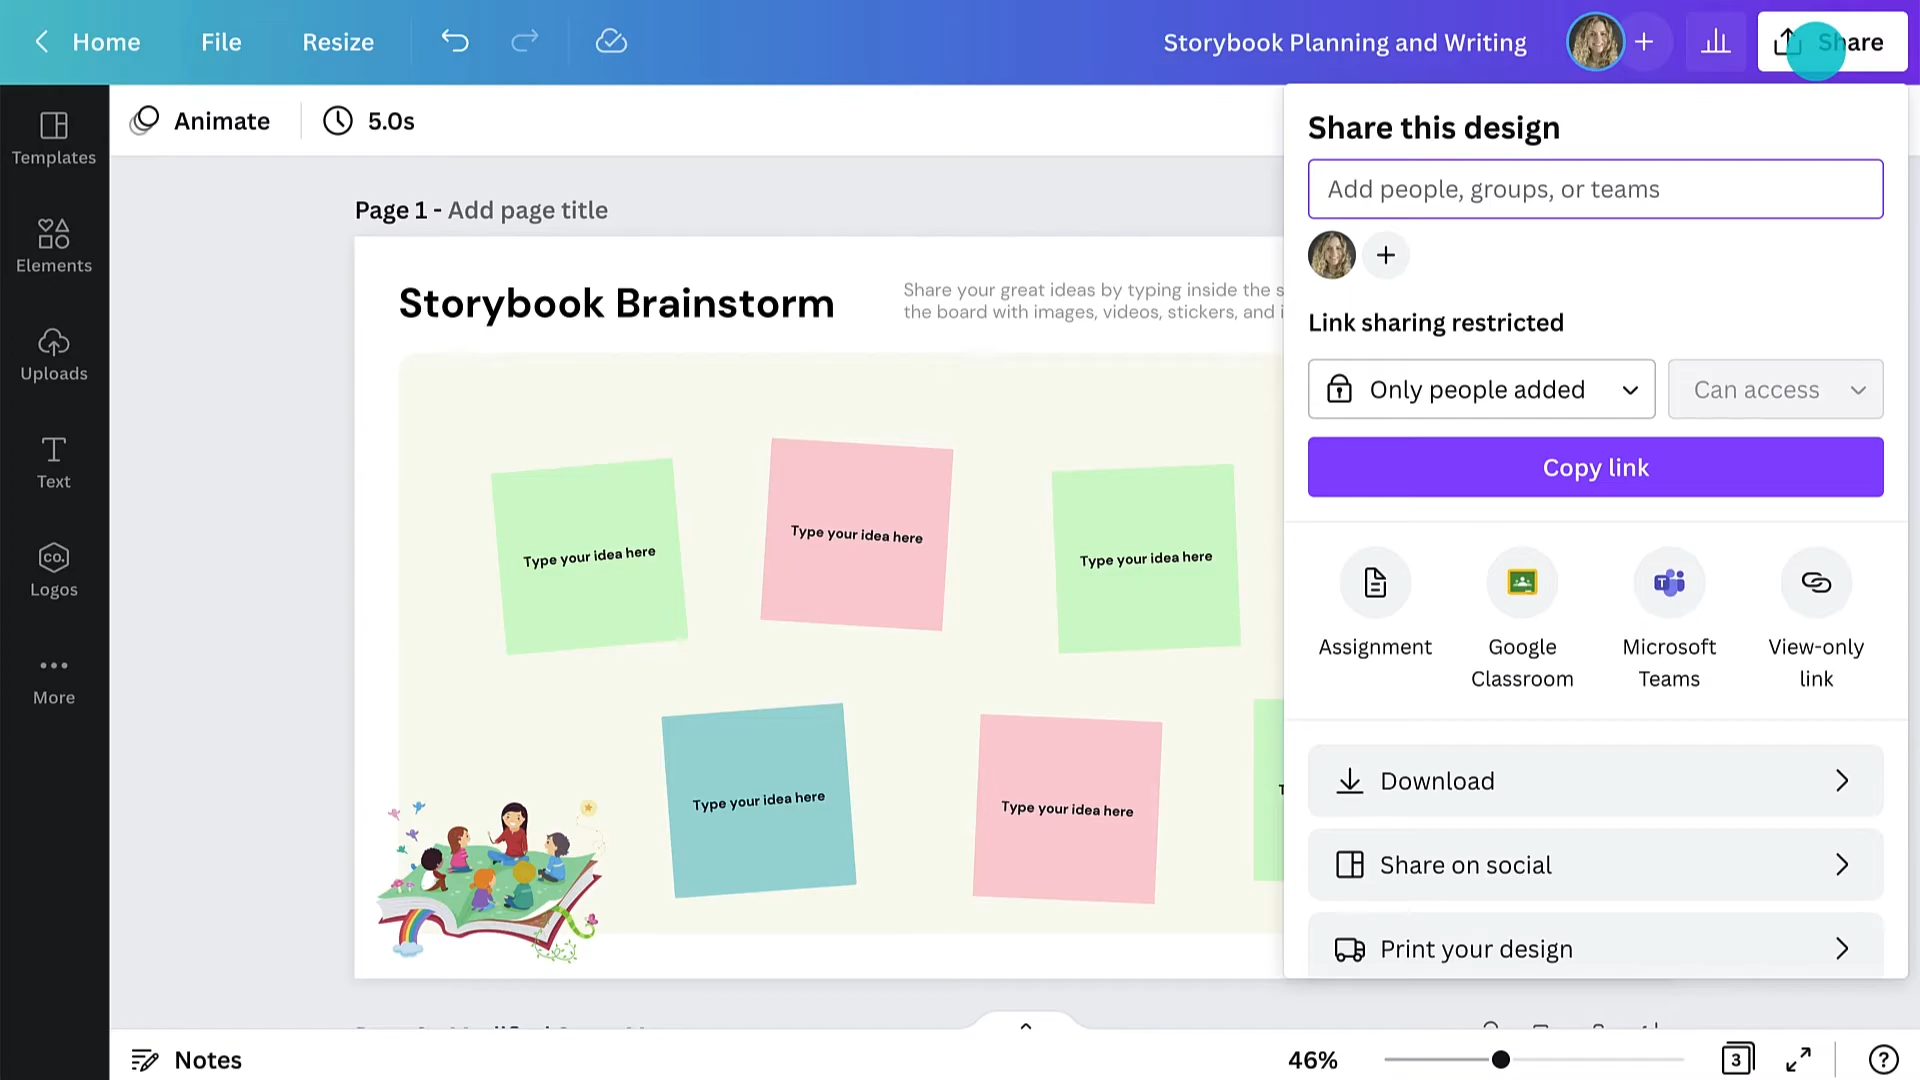 Home
File
Resize
Storybook Planning and Writing
Share
Templates
Elements
Uploads
Text
CO.
Logos
More
Animate
5.0s
Page 1 - Add page title
Storybook Brainstorm
Share your great ideas by typing inside the s
the board with images, videos, stickers, and i
Type your idea here
Type your idea here
Type your idea here
Type your idea here
Type your idea here
Share this design
Add people, groups, or teams
Link sharing restricted
Only people added
Can access
Copy link
Assignment
Google
Classroom
Microsoft
Teams
View-only
link
Download
Share on social
Print your design
Notes
46%
3